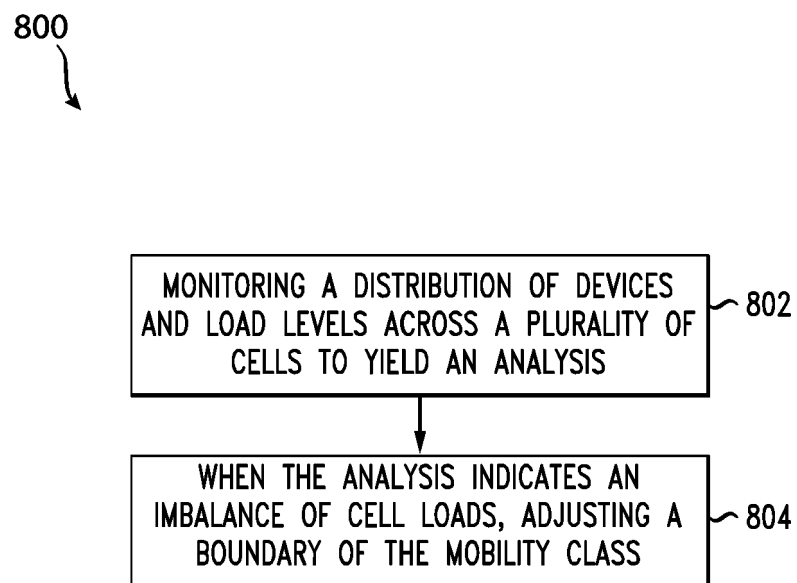 800
MONITORING A DISTRIBUTION OF DEVICES
AND LOAD LEVELS ACROSS A PLURALITY OF
CELLS TO YIELD AN ANALYSIS
802
WHEN THE ANALYSIS INDICATES AN
IMBALANCE OF CELL LOADS, ADJUSTING A
BOUNDARY OF THE MOBILITY CLASS
804